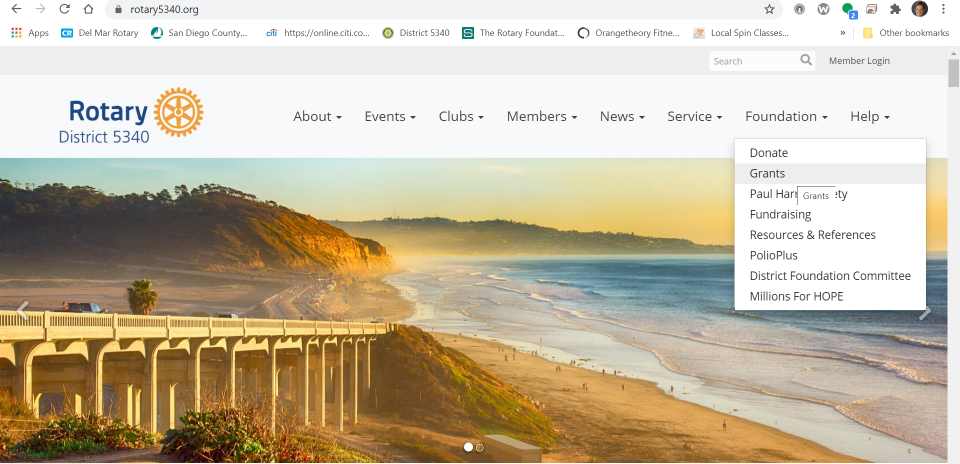 rotary5340.org
Apps Del Mar Rotary San Diego County... citi https://online.citi.co... District 5340 The Rotary Foundat... Orangetheory Fitne... Local Spin Classes... » Other bookmarks
Search Member Login
Rotary
District 5340
About Events Clubs Members News Service Foundation Help
Donate
Grants
Paul Harr ety
Grants
Fundraising
Resources & References
PolioPlus
District Foundation Committee
Millions For HOPE